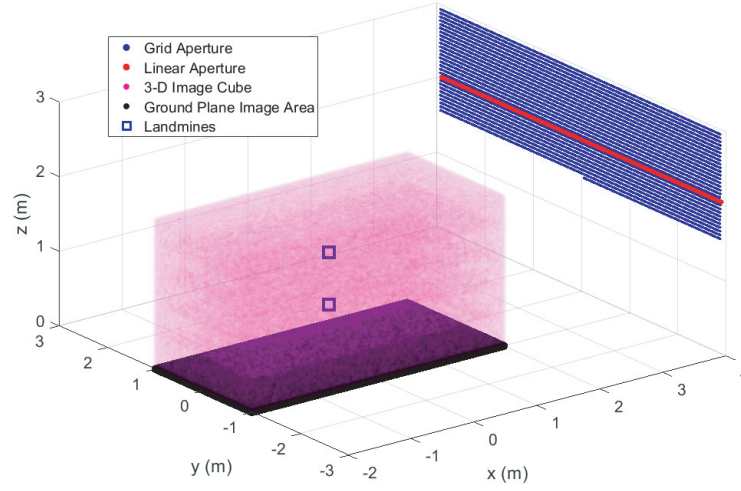 Grid Aperture
Linear Aperture
3-D Image Cube
Ground Plane Image Area
Landmines
3
2
1
0
z (m)
3
2
1
0
-1
-2
-3
y (m)
-2
-1
0
1
2
3
x (m)